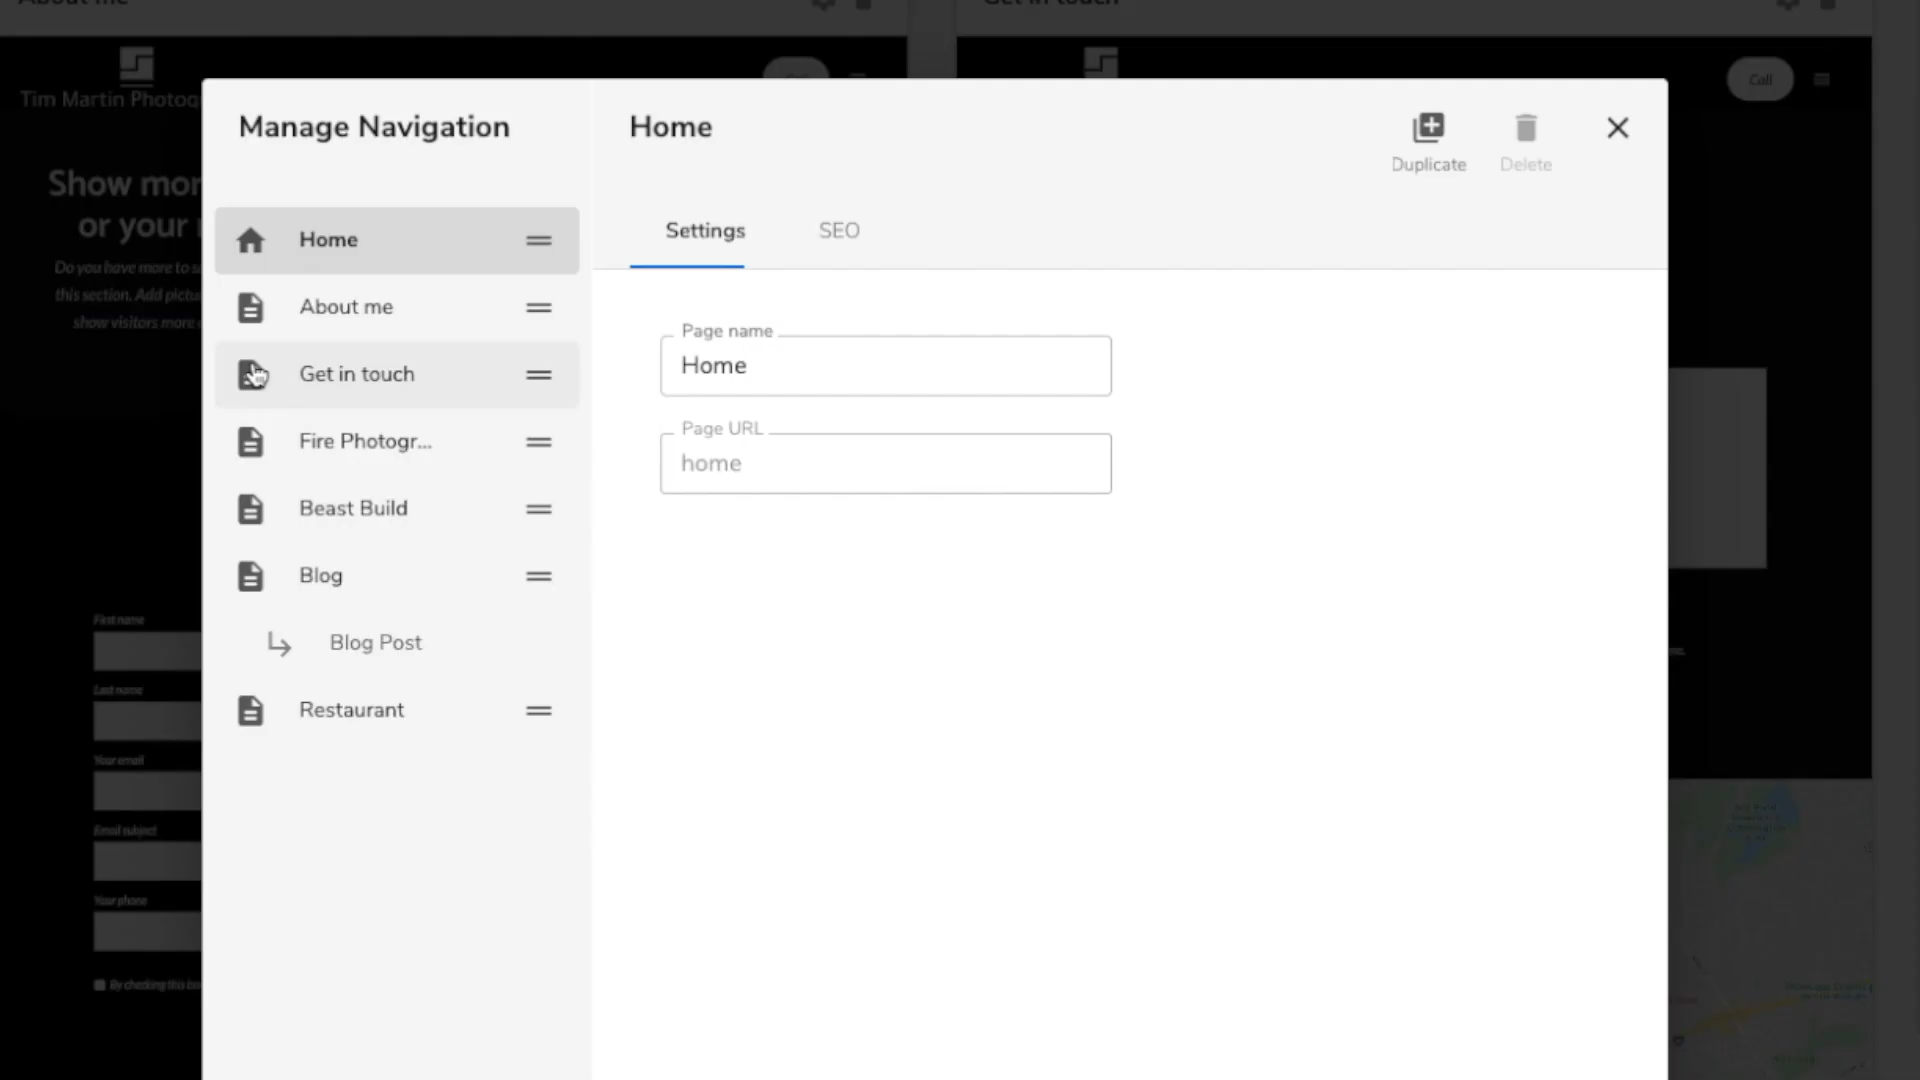 About me
Get in touch
Tim Martin Photog
Call
Show mor
or your
Do you have more to s
this section. Add pictu
show visitors more
First name
Last name
Your email
Email subject
Your phone
By checking this bo
Manage Navigation
Home
About me
Get in touch
Fire Photogr...
Beast Build
Blog
Blog Post
Restaurant
Home
Duplicate
Delete
Settings
SEO
Page name
Home
Page URL
home